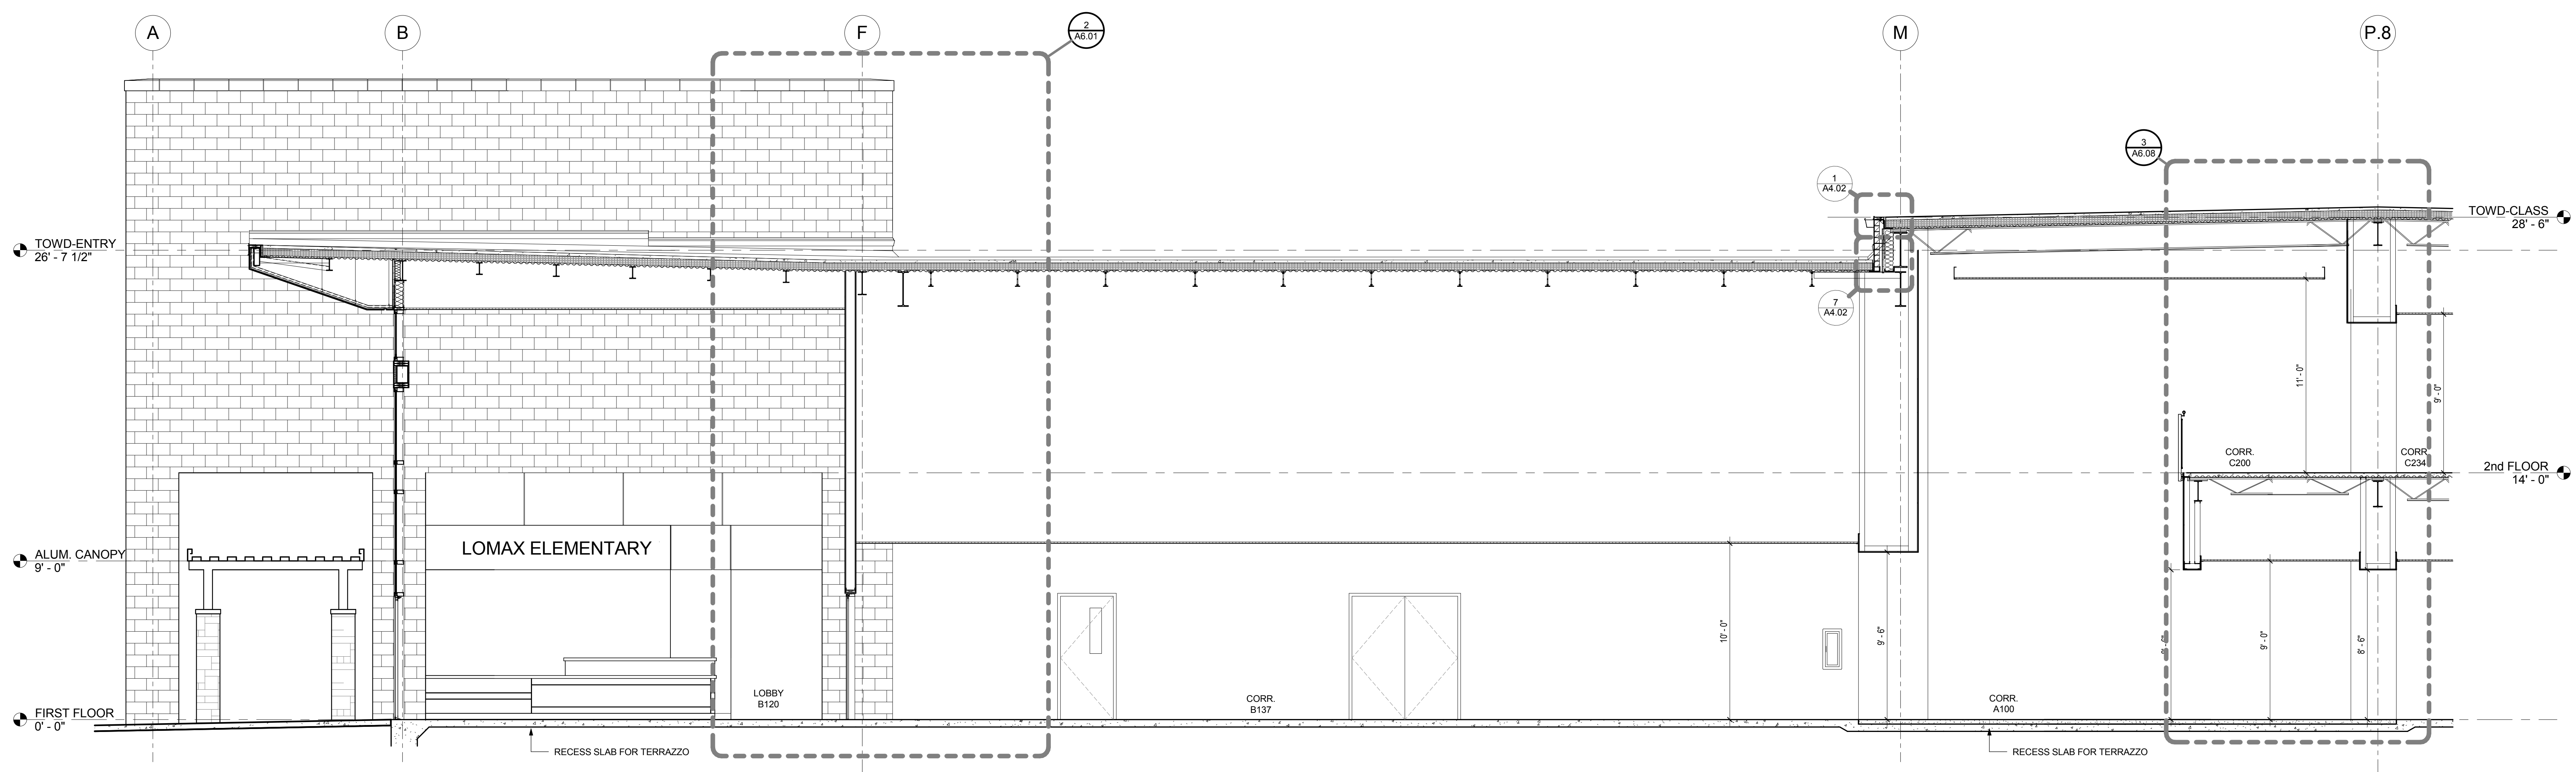 A
B
F
M
P.8
2
A6.01
3
A6.08
1
A4.02
7
A4.02
TOWD-ENTRY
26' - 7 1/2"
TOWD-CLASS
28' - 6"
2nd FLOOR
14' - 0"
ALUM. CANOPY
9' - 0"
FIRST FLOOR
0' - 0"
LOMAX ELEMENTARY
LOBBY
B120
CORR.
B137
CORR.
A100
CORR.
C200
CORR
C234
11' - 0"
9' - 0"
10' - 0"
9' - 6"
9' - 0"
8' - 6"
RECESS SLAB FOR TERRAZZO
RECESS SLAB FOR TERRAZZO